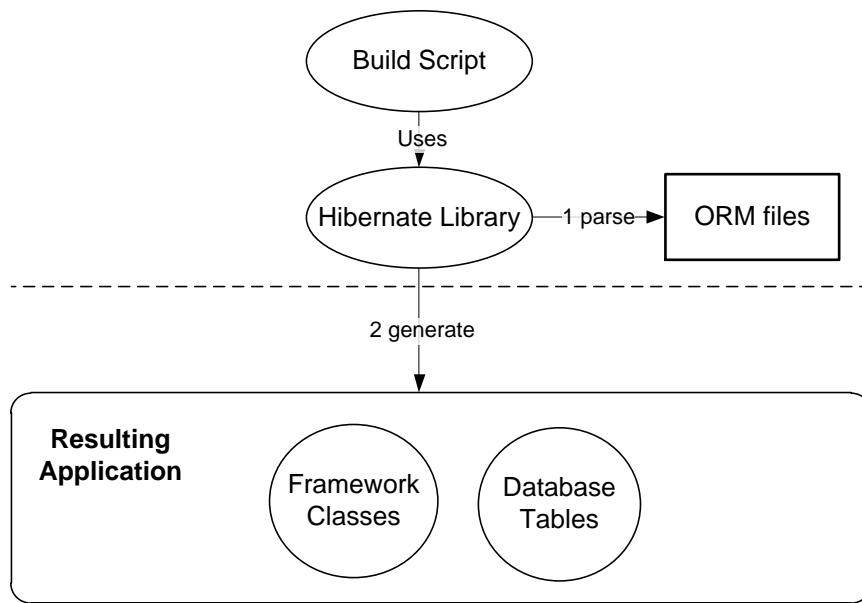 Build Script
Uses
Hibernate Library
1 parse
ORM files
2 generate
Resulting
Application
Framework
Classes
Database
Tables